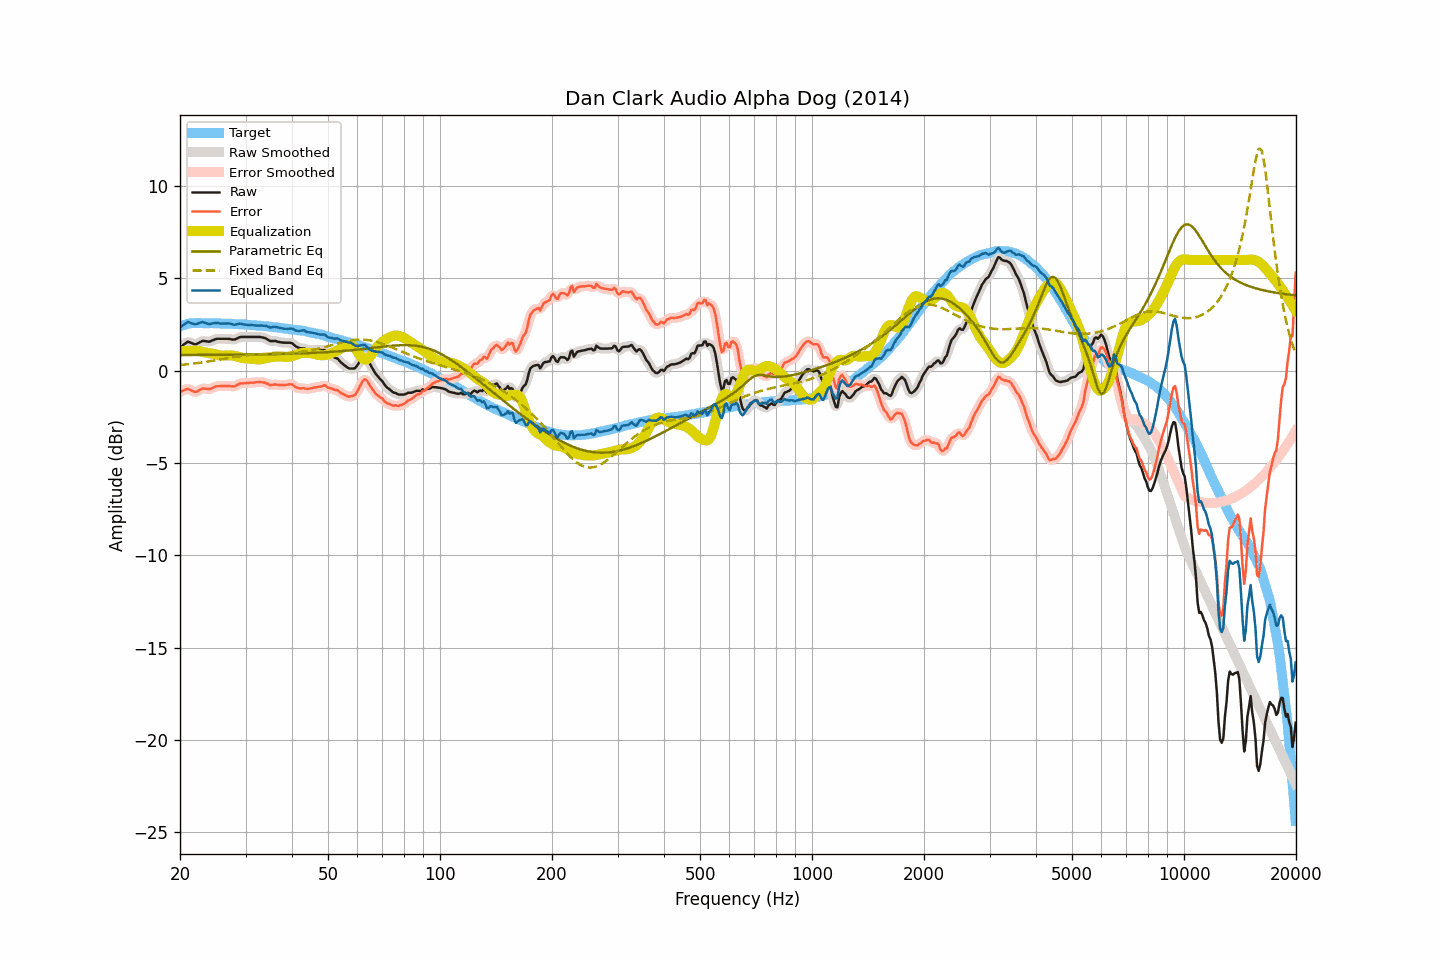 Dan Clark Audio Alpha Dog (2014)
Target
Raw Smoothed
Error Smoothed
Raw
Error
Equalization
Parametric Eq
Fixed Band Eq
Equalized
10
5
0
−5
−10
−15
−20
−25
Amplitude (dBr)
20 50 100 200 500 1000 2000 5000 10000 20000
Frequency (Hz)